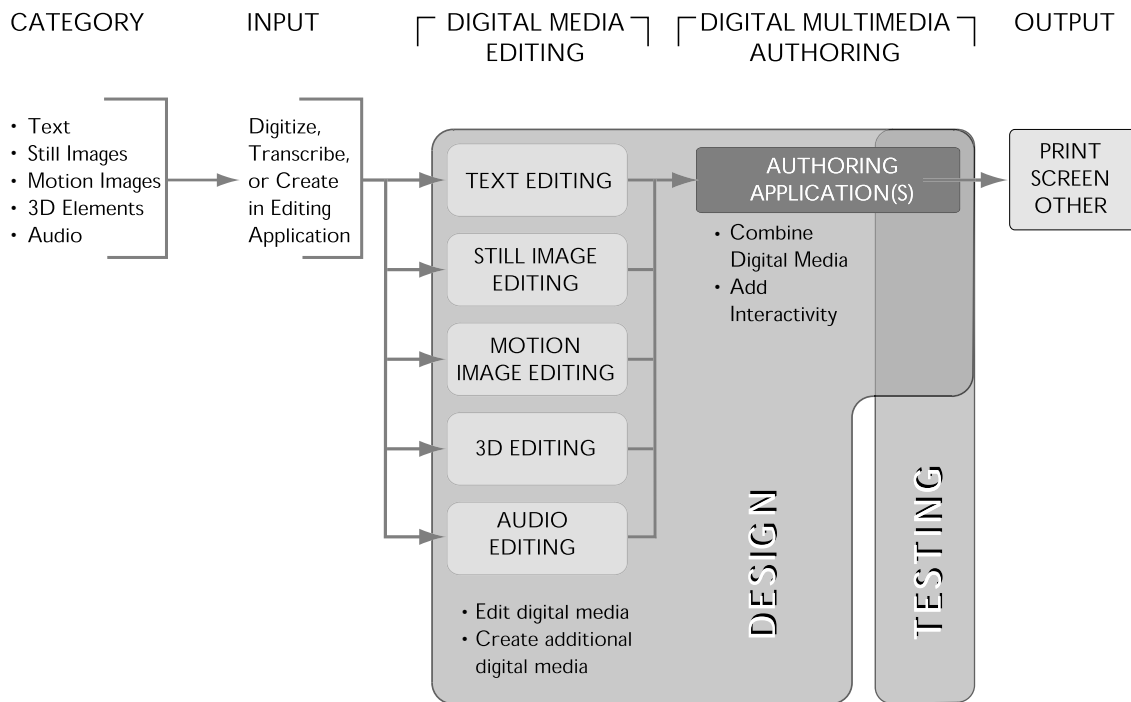 CATEGORY
INPUT
DIGITAL MEDIA
EDITING
DIGITAL MULTIMEDIA
AUTHORING
OUTPUT
• Text
• Still Images
• Motion Images
• 3D Elements
• Audio
Digitize,
Transcribe,
or Create
in Editing
Application
TEXT EDITING
STILL IMAGE
EDITING
MOTION
IMAGE EDITING
3D EDITING
AUDIO
EDITING
• Edit digital media
• Create additional
digital media
AUTHORING
APPLICATION(S)
• Combine
Digital Media
• Add
Interactivity
DESIGN
TESTING
PRINT
SCREEN
OTHER